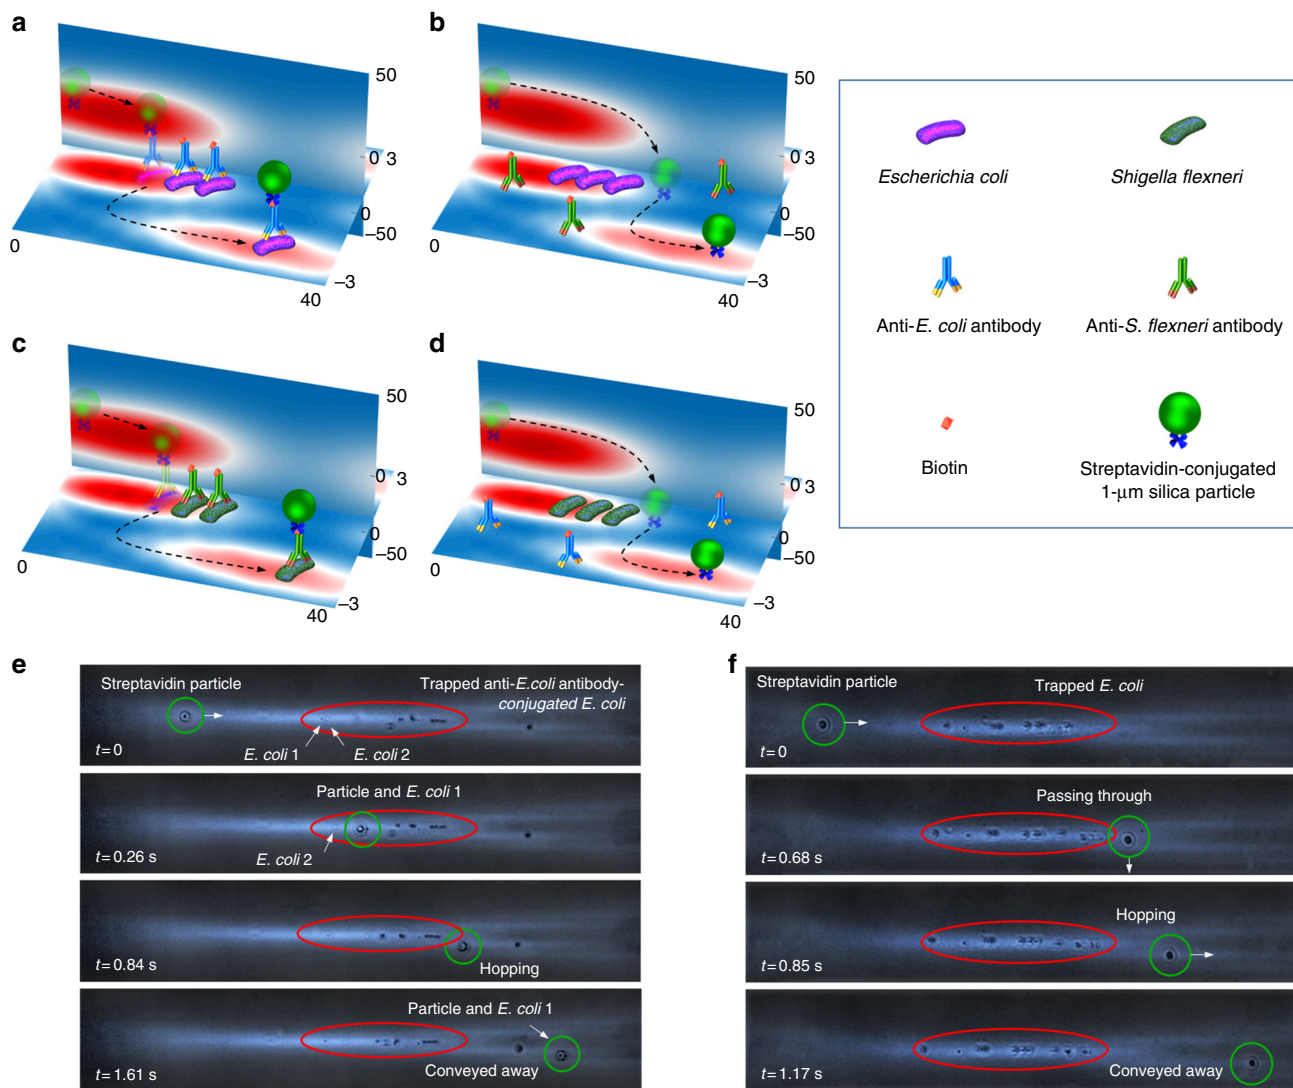 a
50
0 3
0
−50
0
−3
40
b
50
0 3
0
−50
0
−3
40
Escherichia coli
Shigella flexneri
Anti-E. coli antibody
Anti-S. flexneri antibody
Biotin
Streptavidin-conjugated
1-μm silica particle
c
50
3
0
0
−50
0
−3
40
d
50
0 3
0
−50
0
−3
40
e
Streptavidin particle
Trapped anti-E.coli antibody-
conjugated E. coli
E. coli 1
E. coli 2
t=0
Particle and E. coli 1
E. coli 2
t=0.26 s
Hopping
t=0.84 s
Particle and E. coli 1
Conveyed away
t=1.61 s
f
Streptavidin particle
Trapped E. coli
t=0
Passing through
t=0.68 s
Hopping
t=0.85 s
Conveyed away
t=1.17 s